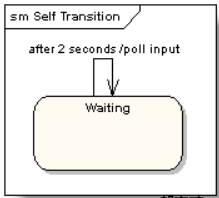 sm Self Transition
after 2 seconds /poll input
Waiting